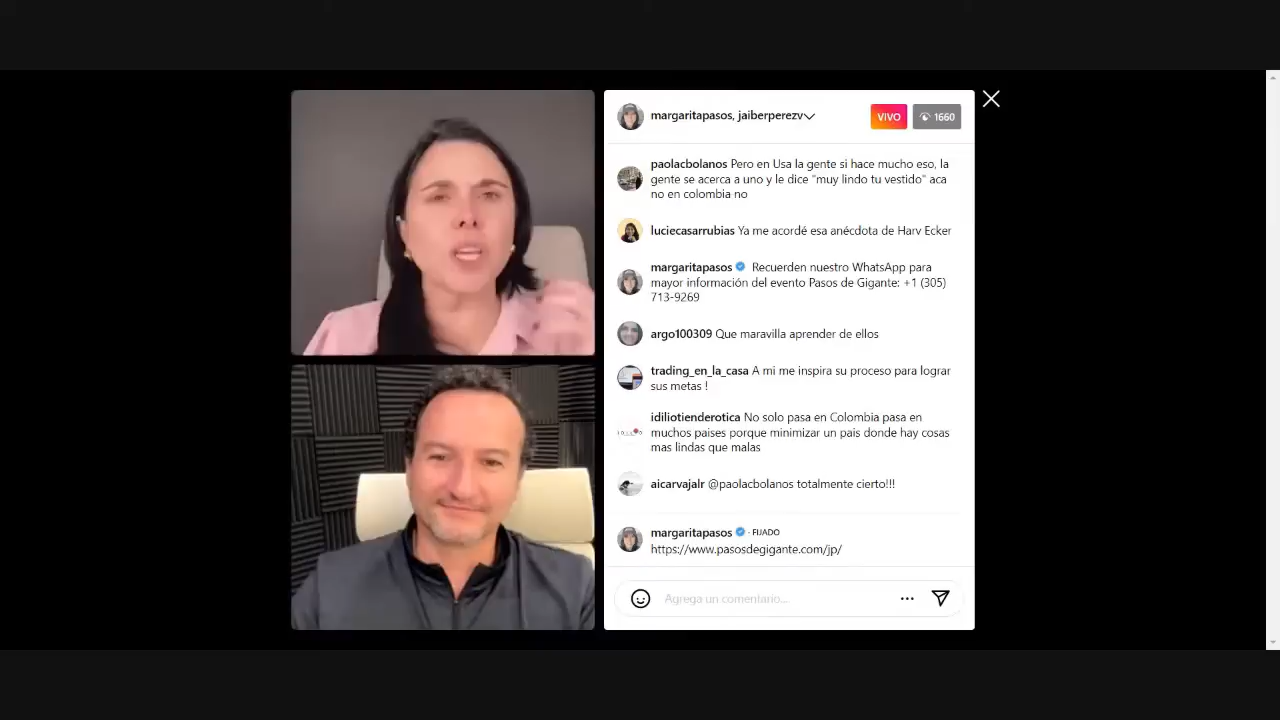 margaritapasos, jaiberperezv
VIVO
1660
paolacbolanos Pero en Usa la gente si hace mucho eso, la
gente se acerca a uno y le dice "muy lindo tu vestido" aca
no en colombia no
luciecasarrubias Ya me acordé esa anécdota de Harv Ecker
margaritapasos Recuerden nuestro WhatsApp para
mayor información del evento Pasos de Gigante: +1 (305)
713-9269
argo100309 Que maravilla aprender de ellos
trading_en_la_casa A mi me inspira su proceso para lograr
sus metas !
idiliotienderotica No solo pasa en Colombia pasa en
muchos paises porque minimizar un pais donde hay cosas
mas lindas que malas
aicarvajalr @paolacbolanos totalmente cierto!!!
margaritapasos · FIJADO
https://www.pasosdegigante.com/jp/
Agrega un comentario...